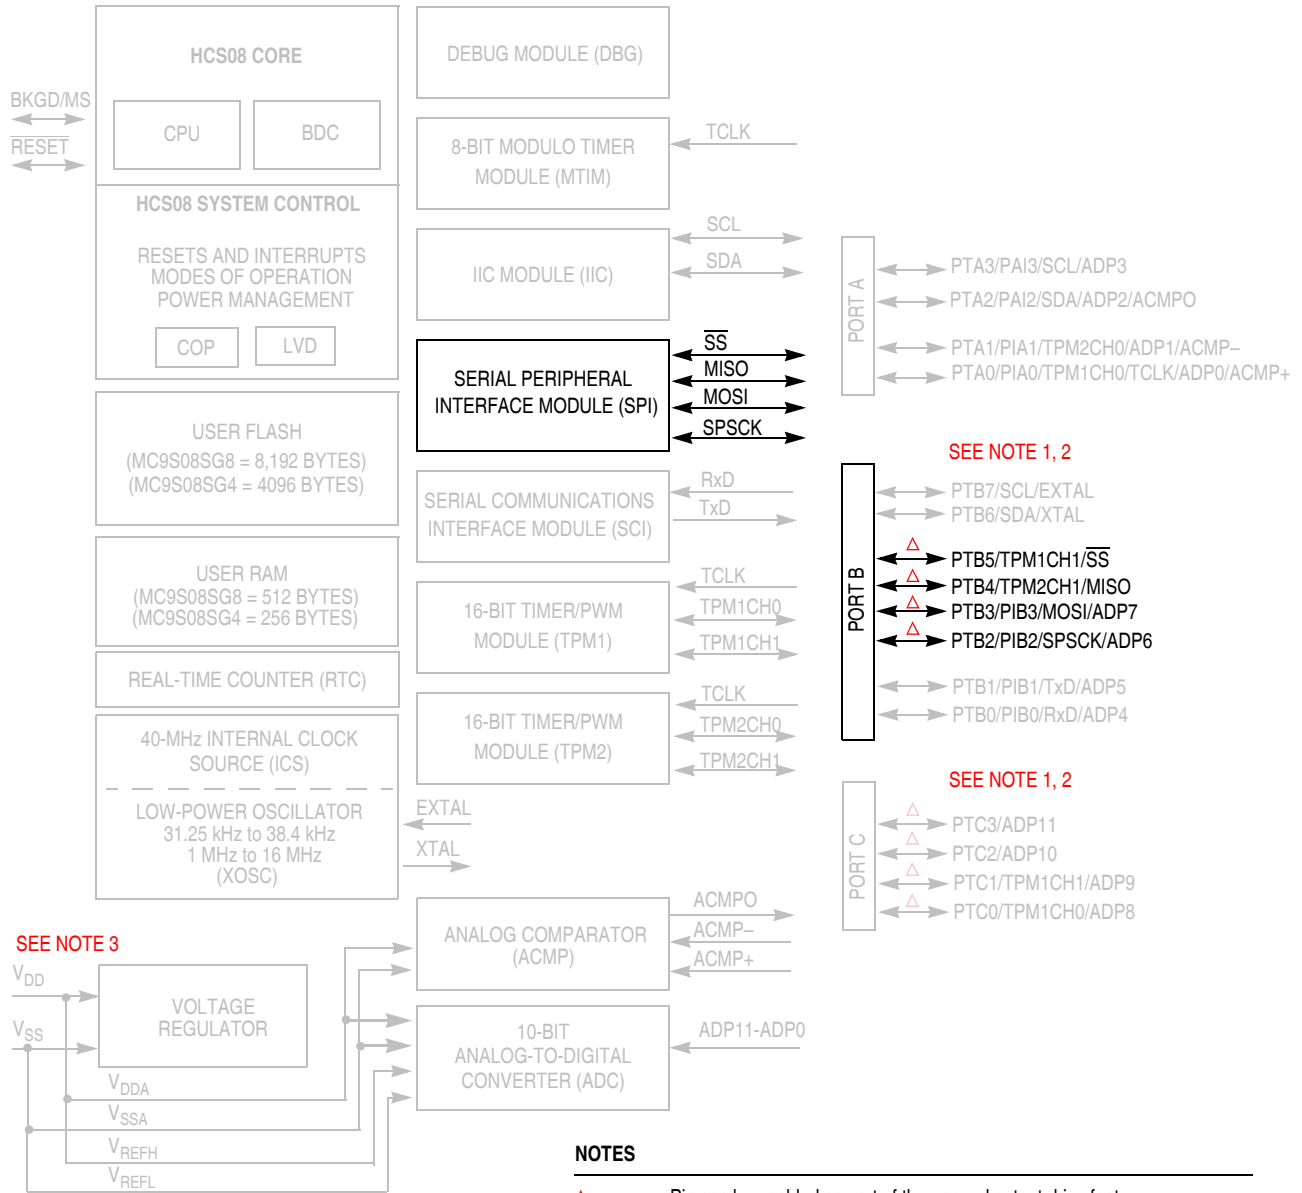 HCS08 CORE
BKGD/MS
RESET
CPU
BDC
HCS08 SYSTEM CONTROL
RESETS AND INTERRUPTS
MODES OF OPERATION
POWER MANAGEMENT
COP
LVD
USER FLASH
(MC9S08SG8 = 8,192 BYTES)
(MC9S08SG4 = 4096 BYTES)
USER RAM
(MC9S08SG8 = 512 BYTES)
(MC9S08SG4 = 256 BYTES)
REAL-TIME COUNTER (RTC)
40-MHz INTERNAL CLOCK
SOURCE (ICS)
LOW-POWER OSCILLATOR
31.25 kHz to 38.4 kHz
1 MHz to 16 MHz
(XOSC)
EXTAL
XTAL
SEE NOTE 3
VDD
VSS
VOLTAGE
REGULATOR
VDDA
VSSA
VREFH
VREFL
DEBUG MODULE (DBG)
8-BIT MODULO TIMER
MODULE (MTIM)
TCLK
IIC MODULE (IIC)
SCL
SDA
SERIAL PERIPHERAL
INTERFACE MODULE (SPI)
SS
MISO
MOSI
SPSCK
SERIAL COMMUNICATIONS
INTERFACE MODULE (SCI)
RxD
TxD
16-BIT TIMER/PWM
MODULE (TPM1)
TCLK
TPM1CH0
TPM1CH1
16-BIT TIMER/PWM
MODULE (TPM2)
TCLK
TPM2CH0
TPM2CH1
ANALOG COMPARATOR
(ACMP)
ACMPO
ACMP–
ACMP+
10-BIT
ANALOG-TO-DIGITAL
CONVERTER (ADC)
ADP11-ADP0
PORT A
PTA3/PAI3/SCL/ADP3
PTA2/PAI2/SDA/ADP2/ACMPO
PTA1/PIA1/TPM2CH0/ADP1/ACMP–
PTA0/PIA0/TPM1CH0/TCLK/ADP0/ACMP+
SEE NOTE 1, 2
PORT B
PTB7/SCL/EXTAL
PTB6/SDA/XTAL
PTB5/TPM1CH1/SS
PTB4/TPM2CH1/MISO
PTB3/PIB3/MOSI/ADP7
PTB2/PIB2/SPSCK/ADP6
PTB1/PIB1/TxD/ADP5
PTB0/PIB0/RxD/ADP4
SEE NOTE 1, 2
PORT C
PTC3/ADP11
PTC2/ADP10
PTC1/TPM1CH1/ADP9
PTC0/TPM1CH0/ADP8
NOTES